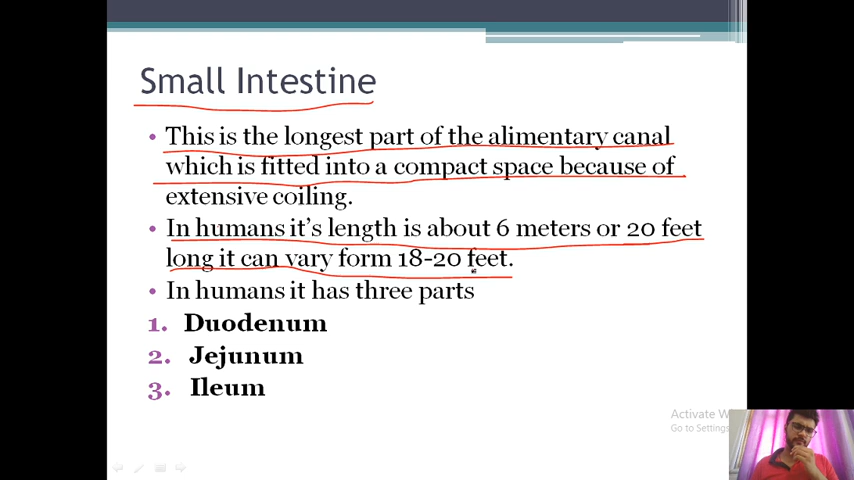 Small Intestine
• This is the longest part of the alimentary canal
which is fitted into a compact space because of
extensive coiling.
• In humans it's length is about 6 meters or 20 feet
long it can vary form 18-20 feet.
• In humans it has three parts
1. Duodenum
2. Jejunum
3. Ileum
Activate W
Go to Settings